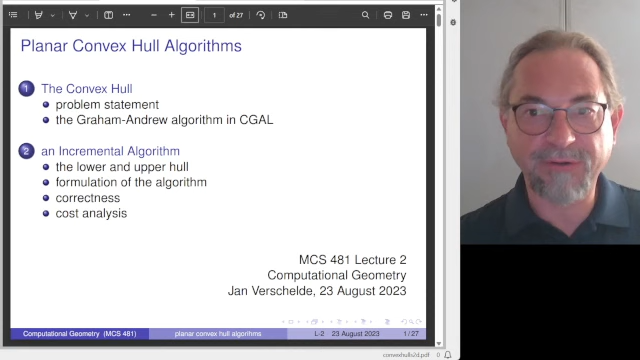 1 of 27
Planar Convex Hull Algorithms
1 The Convex Hull
problem statement
the Graham-Andrew algorithm in CGAL
2 an Incremental Algorithm
the lower and upper hull
formulation of the algorithm
correctness
cost analysis
MCS 481 Lecture 2
Computational Geometry
Jan Verschelde, 23 August 2023
Computational Geometry (MCS 481) planar convex hull algorithms L-2 23 August 2023 1 / 27
convexhulls2d.pdf 0